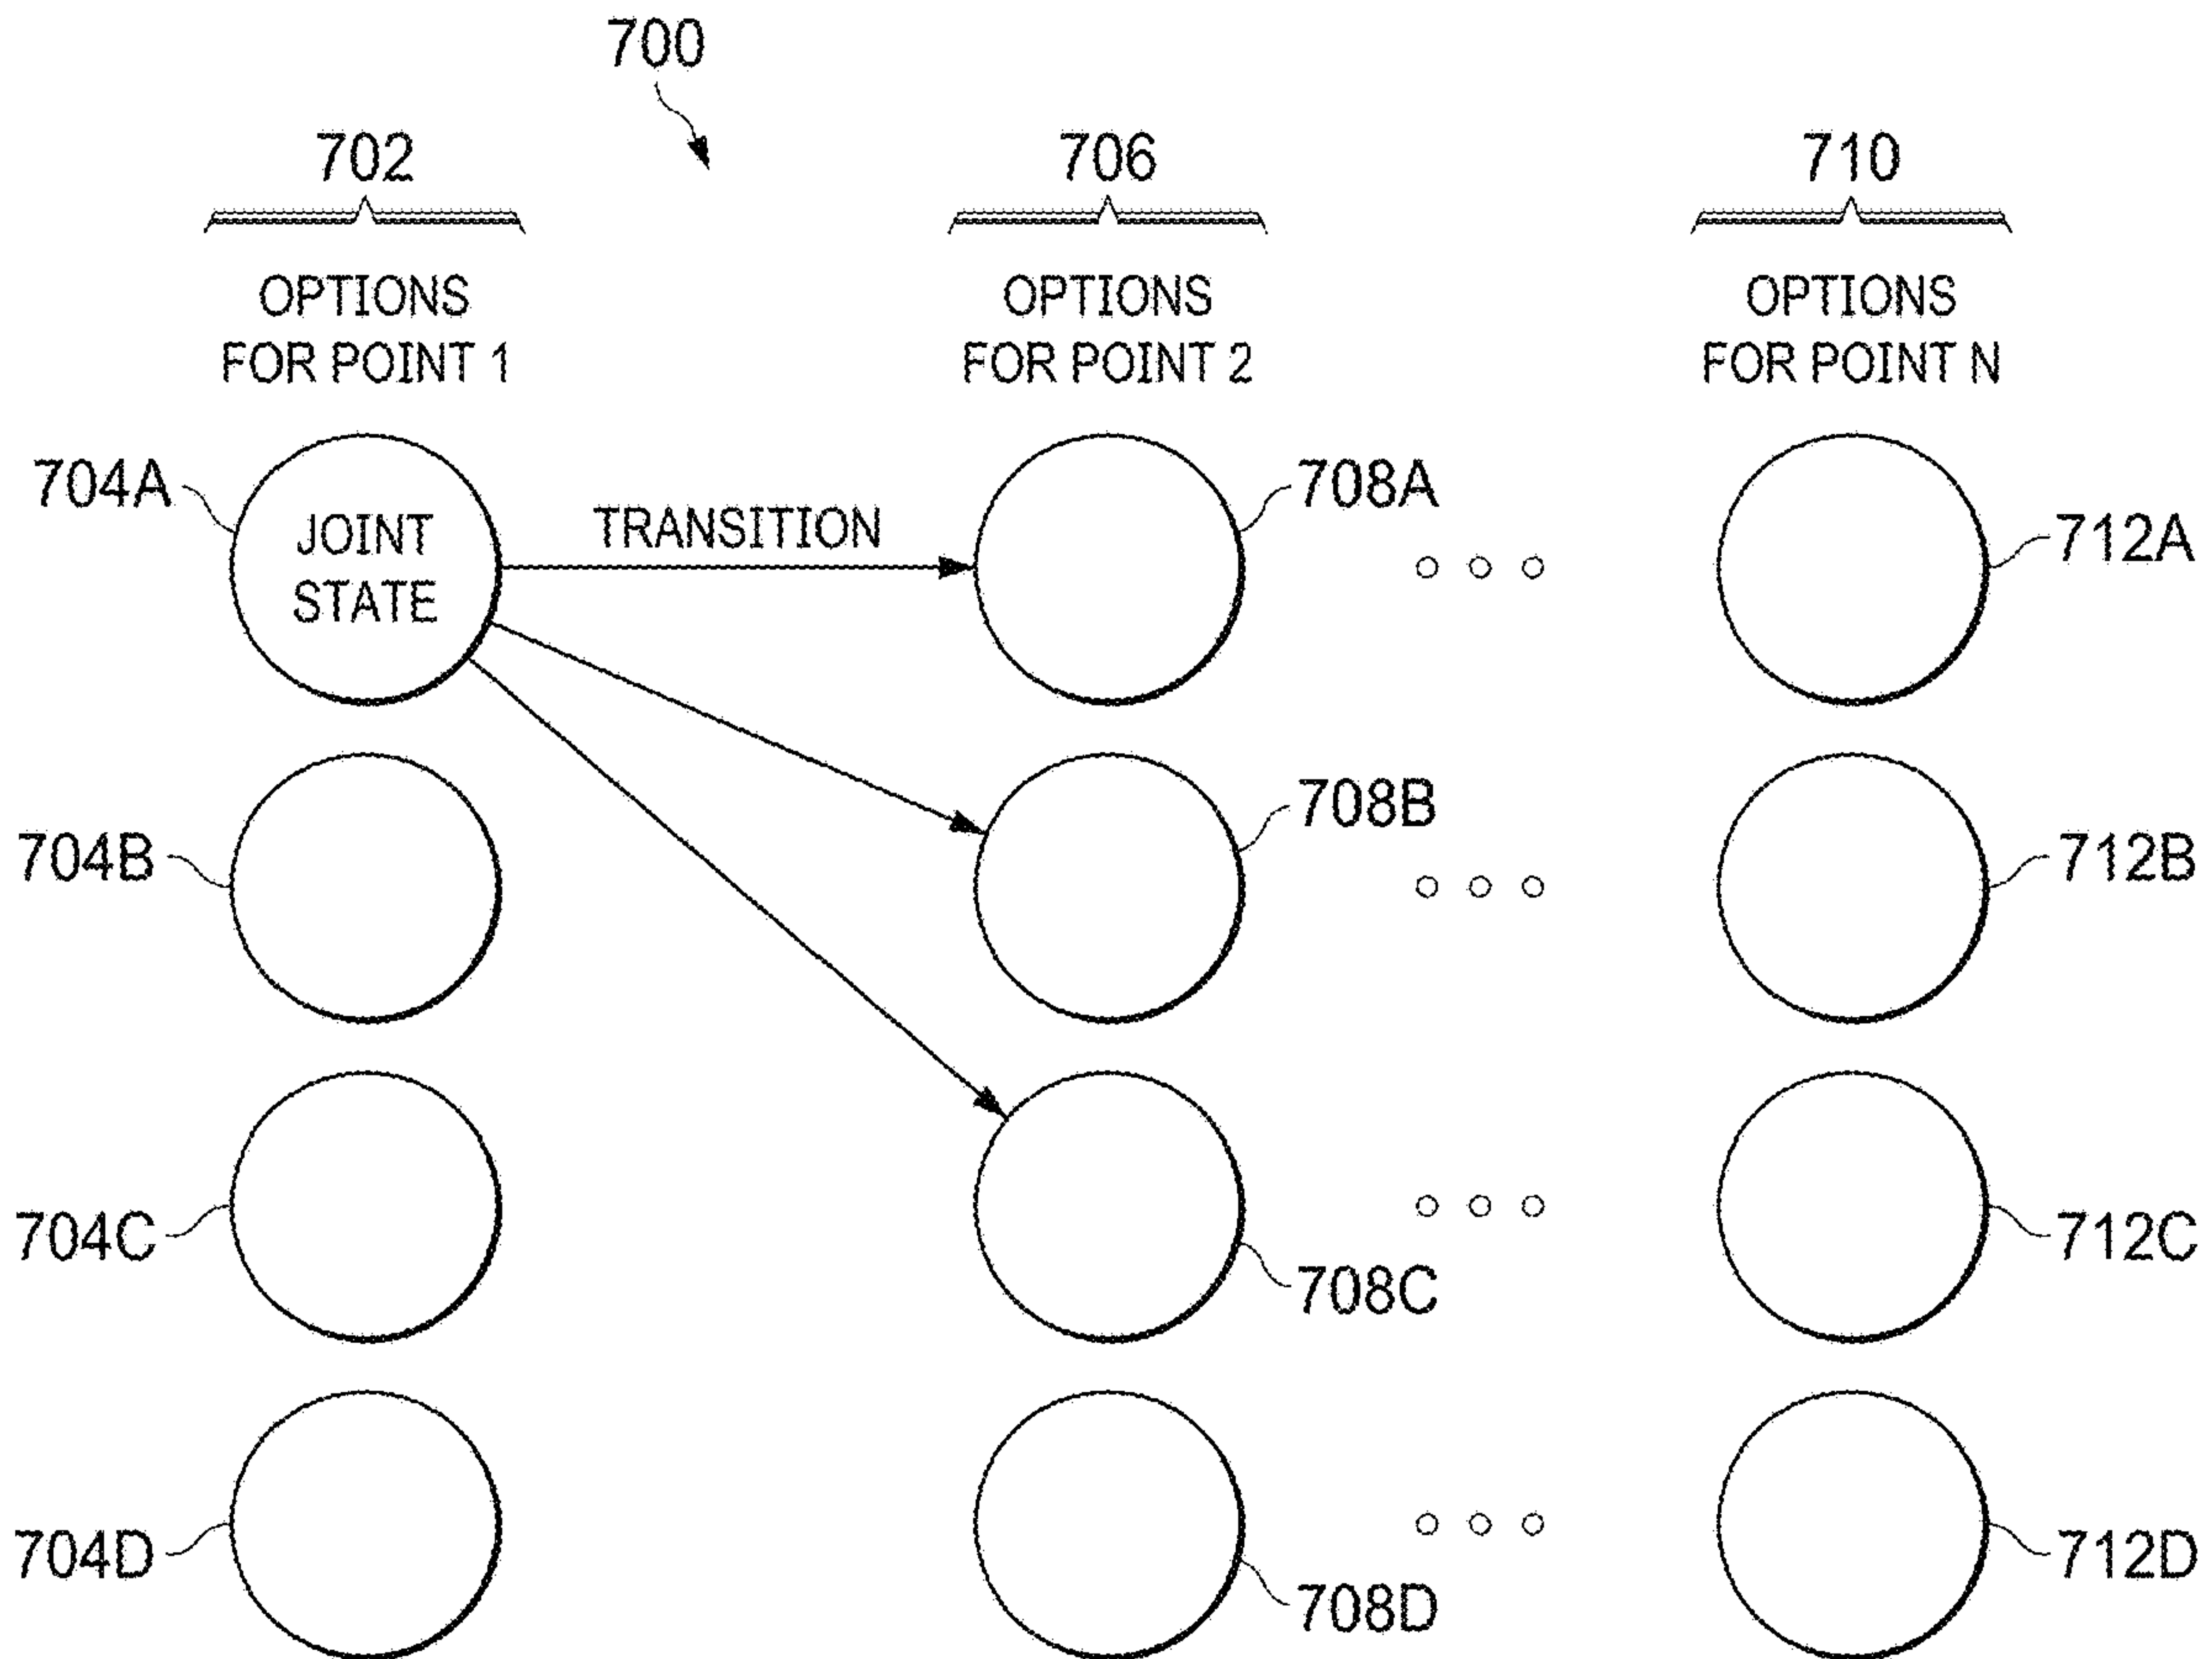 700
702
706
710
OPTIONS
FOR POINT 1
OPTIONS
FOR POINT 2
OPTIONS
FOR POINT N
704A
JOINT
STATE
TRANSITION
708A
712A
704B
708B
712B
704C
708C
712C
704D
708D
712D